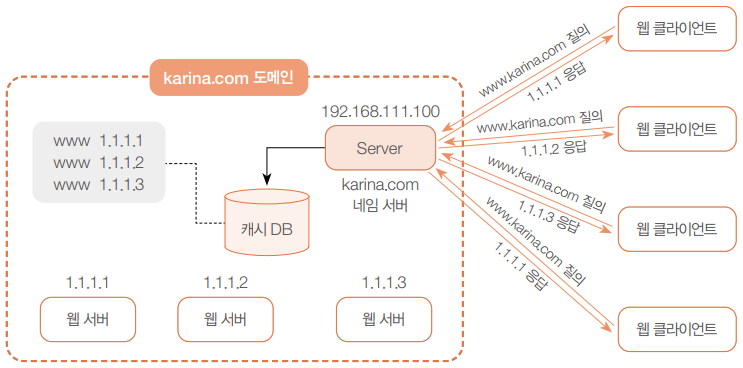 karina.com 도메인
www 1.1.1.1
www 1.1.1.2
www 1.1.1.3
192.168.111.100
Server
karina.com
네임 서버
캐시 DB
1.1.1.1
웹 서버
1.1.1.2
웹 서버
1.1.1.3
웹 서버
www.karina.com 질의
1.1.1.1 응답
웹 클라이언트
www.karina.com 질의
1.1.1.2 응답
웹 클라이언트
www.karina.com 질의
1.1.1.3 응답
웹 클라이언트
www.karina.com 질의
1.1.1.1 응답
웹 클라이언트